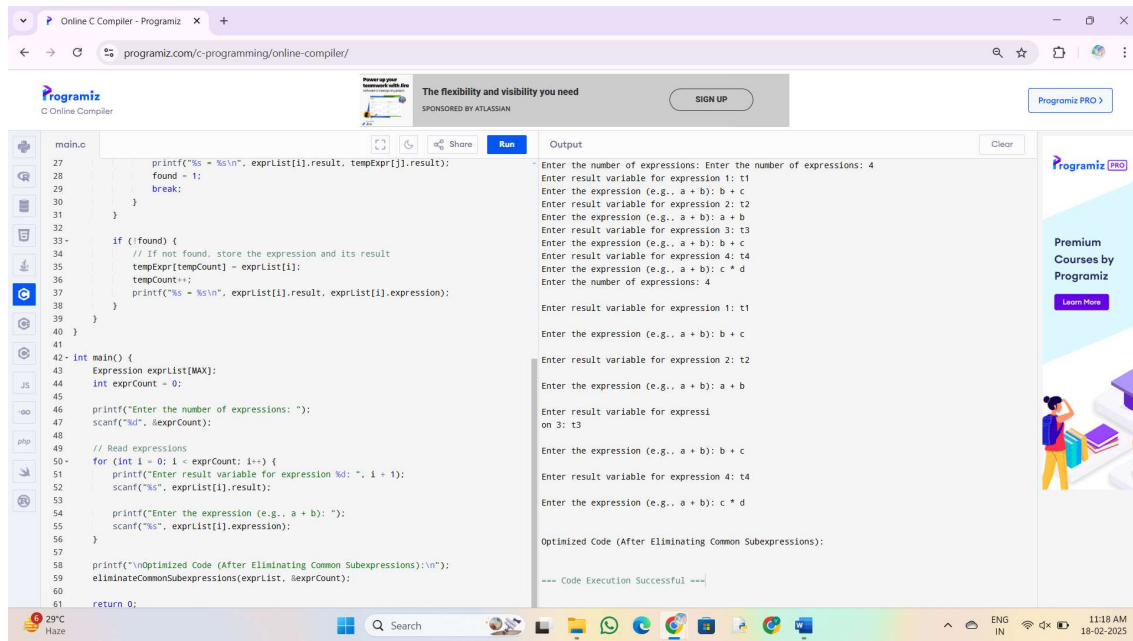 Online C Compiler - Programiz
programiz.com/c-programming/online-compiler/
Programiz
C Online Compiler
Power up your
teamwork with Jira
The flexibility and visibility you need
SPONSORED BY ATLASSIAN
SIGN UP
Programiz PRO >
main.c
Share
Run
Output
Clear
27 printf("%s = %s\n", exprList[i].result, tempExpr[j].result);
28 found = 1;
29 break;
30 }
31 }
32
33 - if (!found) {
34 // If not found, store the expression and its result
35 tempExpr[tempCount] = exprList[i];
36 tempCount++;
37 printf("%s = %s\n", exprList[i].result, exprList[i].expression);
38 }
39 }
40 }
41
42 - int main() {
43 Expression exprList[MAX];
44 int exprCount = 0;
45
46 printf("Enter the number of expressions: ");
47 scanf("%d", &exprCount);
48
49 // Read expressions
50 - for (int i = 0; i < exprCount; i++) {
51 printf("Enter result variable for expression %d: ", i + 1);
52 scanf("%s", exprList[i].result);
53
54 printf("Enter the expression (e.g., a + b): ");
55 scanf("%s", exprList[i].expression);
56 }
57
58 printf("\nOptimized Code (After Eliminating Common Subexpressions):\n");
59 eliminateCommonSubexpressions(exprList, &exprCount);
60
61 return 0;
Enter the number of expressions: Enter the number of expressions: 4
Enter result variable for expression 1: t1
Enter the expression (e.g., a + b): b + c
Enter result variable for expression 2: t2
Enter the expression (e.g., a + b): a + b
Enter result variable for expression 3: t3
Enter the expression (e.g., a + b): b + c
Enter result variable for expression 4: t4
Enter the expression (e.g., a + b): c * d
Enter the number of expressions: 4
Enter result variable for expression 1: t1
Enter the expression (e.g., a + b): b + c
Enter result variable for expression 2: t2
Enter the expression (e.g., a + b): a + b
Enter result variable for expressi
on 3: t3
Enter the expression (e.g., a + b): b + c
Enter result variable for expression 4: t4
Enter the expression (e.g., a + b): c * d
Optimized Code (After Eliminating Common Subexpressions):
=== Code Execution Successful ===
Programiz PRO
Premium
Courses by
Programiz
Learn More
JS
GO
php
6
29°C
Haze
Search
ENG
IN
11:18 AM
18-02-2025